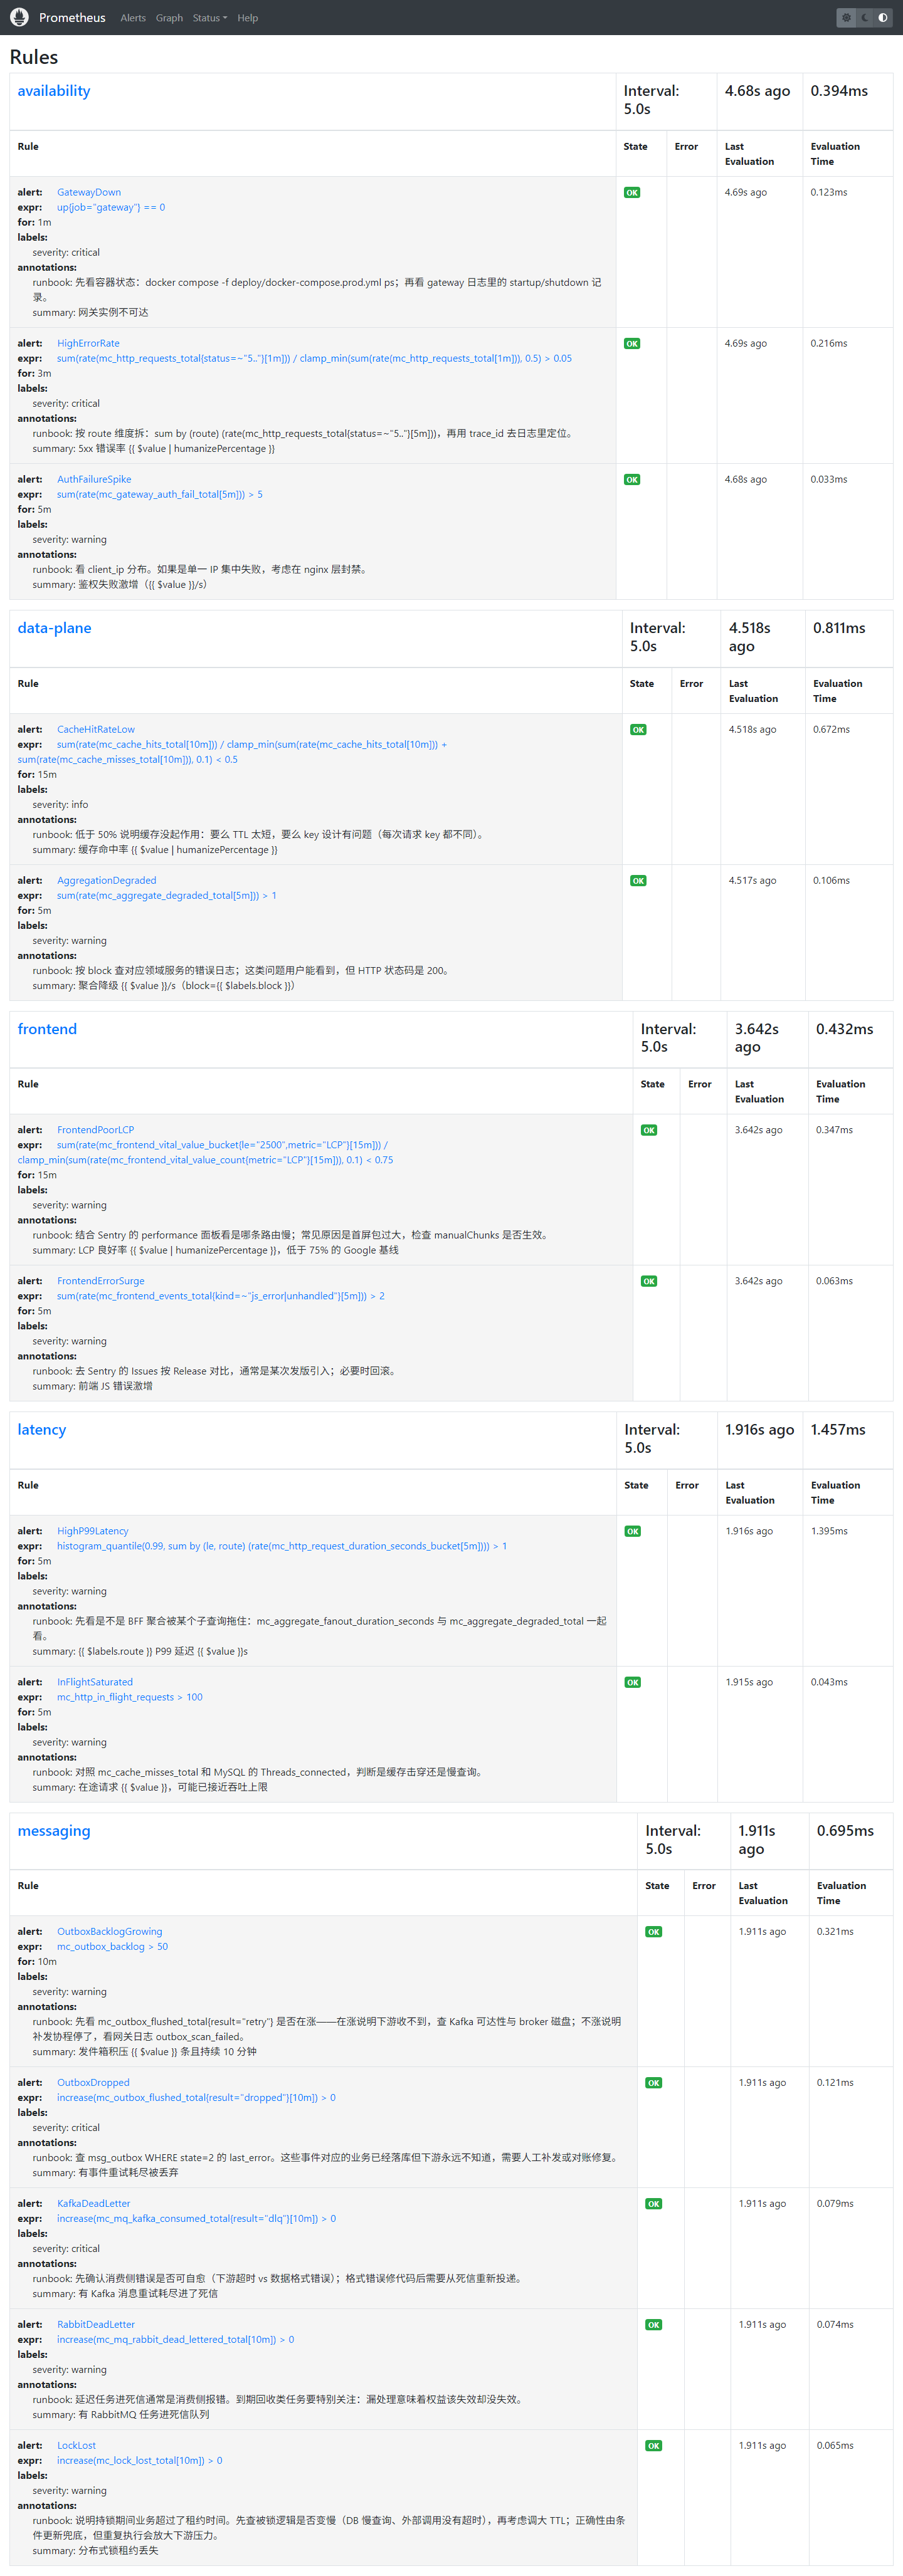 Prometheus Alerts Graph Status Help
Rules
availability Interval: 5.0s 4.68s ago 0.394ms
Rule State Error Last Evaluation Evaluation Time
alert: GatewayDown OK 4.69s ago 0.123ms
expr: up{job="gateway"} == 0
for: 1m
labels:
severity: critical
annotations:
runbook: 先看容器状态：docker compose -f deploy/docker-compose.prod.yml ps；再看 gateway 日志里的 startup/shutdown 记
录。
summary: 网关实例不可达
alert: HighErrorRate OK 4.69s ago 0.216ms
expr: sum(rate(mc_http_requests_total{status=~"5.."}[1m])) / clamp_min(sum(rate(mc_http_requests_total[1m])), 0.5) > 0.05
for: 3m
labels:
severity: critical
annotations:
runbook: 按 route 维度拆：sum by (route) (rate(mc_http_requests_total{status=~"5.."}[5m]))，再用 trace_id 去日志里定位。
summary: 5xx 错误率 {{ $value | humanizePercentage }}
alert: AuthFailureSpike OK 4.68s ago 0.033ms
expr: sum(rate(mc_gateway_auth_fail_total[5m])) > 5
for: 5m
labels:
severity: warning
annotations:
runbook: 看 client_ip 分布。如果是单一 IP 集中失败，考虑在 nginx 层封禁。
summary: 鉴权失败激增（{{ $value }}/s）
data-plane Interval: 5.0s 4.518s ago 0.811ms
Rule State Error Last Evaluation Evaluation Time
alert: CacheHitRateLow OK 4.518s ago 0.672ms
expr: sum(rate(mc_cache_hits_total[10m])) / clamp_min(sum(rate(mc_cache_hits_total[10m])) +
sum(rate(mc_cache_misses_total[10m])), 0.1) < 0.5
for: 15m
labels:
severity: info
annotations:
runbook: 低于 50% 说明缓存没起作用：要么 TTL 太短，要么 key 设计有问题（每次请求 key 都不同）。
summary: 缓存命中率 {{ $value | humanizePercentage }}
alert: AggregationDegraded OK 4.517s ago 0.106ms
expr: sum(rate(mc_aggregate_degraded_total[5m])) > 1
for: 5m
labels:
severity: warning
annotations:
runbook: 按 block 查对应领域服务的错误日志；这类问题用户能看到，但 HTTP 状态码是 200。
summary: 聚合降级 {{ $value }}/s（block={{ $labels.block }}）
frontend Interval: 5.0s 3.642s ago 0.432ms
Rule State Error Last Evaluation Evaluation Time
alert: FrontendPoorLCP OK 3.642s ago 0.347ms
expr: sum(rate(mc_frontend_vital_value_bucket{le="2500",metric="LCP"}[15m])) /
clamp_min(sum(rate(mc_frontend_vital_value_count{metric="LCP"}[15m])), 0.1) < 0.75
for: 15m
labels:
severity: warning
annotations:
runbook: 结合 Sentry 的 performance 面板看是哪条路由慢；常见原因是首屏包过大，检查 manualChunks 是否生效。
summary: LCP 良好率 {{ $value | humanizePercentage }}，低于 75% 的 Google 基线
alert: FrontendErrorSurge OK 3.642s ago 0.063ms
expr: sum(rate(mc_frontend_events_total{kind=~"js_error|unhandled"}[5m])) > 2
for: 5m
labels:
severity: warning
annotations:
runbook: 去 Sentry 的 Issues 按 Release 对比，通常是某次发版引入；必要时回滚。
summary: 前端 JS 错误激增
latency Interval: 5.0s 1.916s ago 1.457ms
Rule State Error Last Evaluation Evaluation Time
alert: HighP99Latency OK 1.916s ago 1.395ms
expr: histogram_quantile(0.99, sum by (le, route) (rate(mc_http_request_duration_seconds_bucket[5m]))) > 1
for: 5m
labels:
severity: warning
annotations:
runbook: 先看是不是 BFF 聚合被某个子查询拖住：mc_aggregate_fanout_duration_seconds 与 mc_aggregate_degraded_total 一起
看。
summary: {{ $labels.route }} P99 延迟 {{ $value }}s
alert: InFlightSaturated OK 1.915s ago 0.043ms
expr: mc_http_in_flight_requests > 100
for: 5m
labels:
severity: warning
annotations:
runbook: 对照 mc_cache_misses_total 和 MySQL 的 Threads_connected，判断是缓存击穿还是慢查询。
summary: 在途请求 {{ $value }}，可能已接近吞吐上限
messaging Interval: 5.0s 1.911s ago 0.695ms
Rule State Error Last Evaluation Evaluation Time
alert: OutboxBacklogGrowing OK 1.911s ago 0.321ms
expr: mc_outbox_backlog > 50
for: 10m
labels:
severity: warning
annotations:
runbook: 先看 mc_outbox_flushed_total{result="retry"} 是否在涨——在涨说明下游收不到，查 Kafka 可达性与 broker 磁盘；不涨说明
补发协程停了，看网关日志 outbox_scan_failed。
summary: 发件箱积压 {{ $value }} 条且持续 10 分钟
alert: OutboxDropped OK 1.911s ago 0.121ms
expr: increase(mc_outbox_flushed_total{result="dropped"}[10m]) > 0
labels:
severity: critical
annotations:
runbook: 查 msg_outbox WHERE state=2 的 last_error。这些事件对应的业务已经落库但下游永远不知道，需要人工补发或对账修复。
summary: 有事件重试耗尽被丢弃
alert: KafkaDeadLetter OK 1.911s ago 0.079ms
expr: increase(mc_mq_kafka_consumed_total{result="dlq"}[10m]) > 0
labels:
severity: critical
annotations:
runbook: 先确认消费侧错误是否可自愈（下游超时 vs 数据格式错误）；格式错误修代码后需要从死信重新投递。
summary: 有 Kafka 消息重试耗尽进了死信
alert: RabbitDeadLetter OK 1.911s ago 0.074ms
expr: increase(mc_mq_rabbit_dead_lettered_total[10m]) > 0
labels:
severity: warning
annotations:
runbook: 延迟任务进死信通常是消费侧报错。到期回收类任务要特别关注：漏处理意味着权益该失效却没失效。
summary: 有 RabbitMQ 任务进死信队列
alert: LockLost OK 1.911s ago 0.065ms
expr: increase(mc_lock_lost_total[10m]) > 0
labels:
severity: warning
annotations:
runbook: 说明持锁期间业务超过了租约时间。先查被锁逻辑是否变慢（DB 慢查询、外部调用没有超时），再考虑调大 TTL；正确性由条
件更新兜底，但重复执行会放大下游压力。
summary: 分布式锁租约丢失